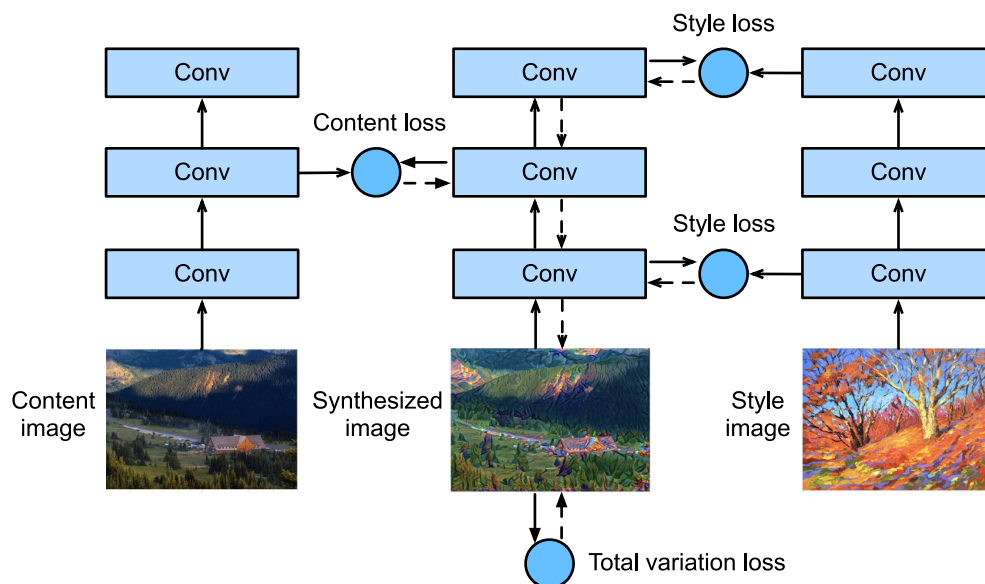 Style loss
Conv
Conv
Conv
Content loss
Conv
Conv
Conv
Style loss
Conv
Conv
Conv
Content
image
Synthesized
image
Style
image
Total variation loss